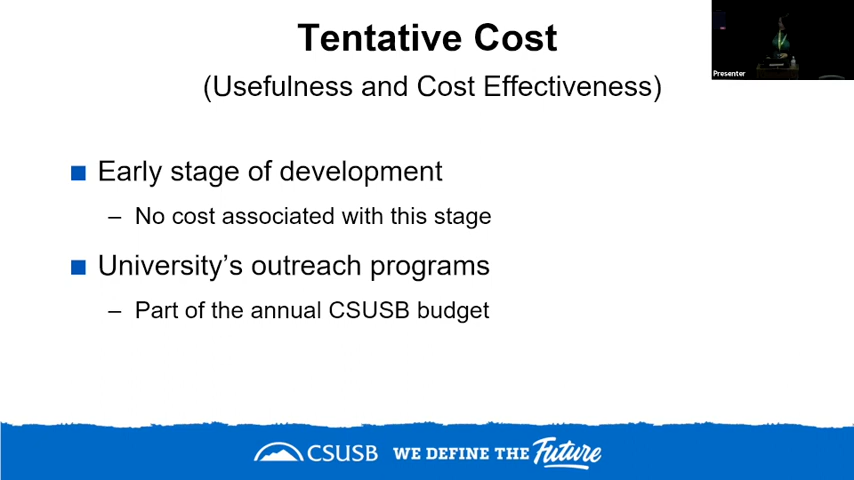 Tentative Cost
(Usefulness and Cost Effectiveness)
Presenter
■ Early stage of development
– No cost associated with this stage
■ University’s outreach programs
– Part of the annual CSUSB budget
CSUSB WE DEFINE THE Future